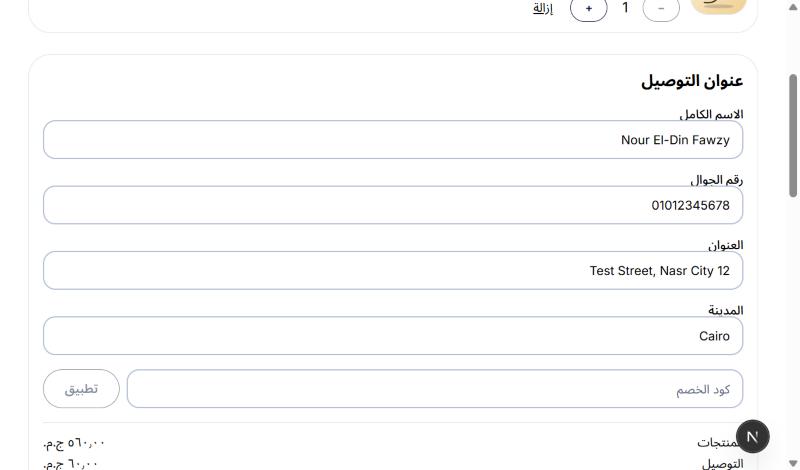 − 1 + إزالة
عنوان التوصيل
الاسم الكامل
Nour El-Din Fawzy
رقم الجوال
01012345678
العنوان
Test Street, Nasr City 12
المدينة
Cairo
كود الخصم تطبيق
المنتجات ٥٦٠٫٠٠ ج.م.
التوصيل ٦٠٫٠٠ ج.م.
N